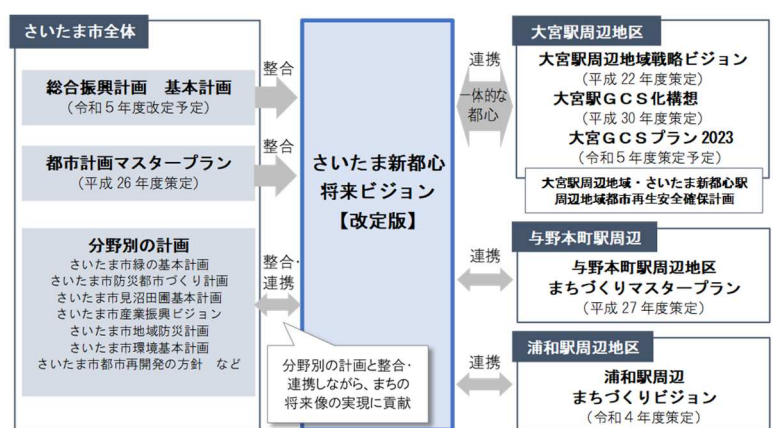 さいたま市全体
総合振興計画　基本計画
（令和５年度改定予定）
整合
都市計画マスタープラン
（平成 26 年度策定）
整合
分野別の計画
さいたま市緑の基本計画
さいたま市防災都市づくり計画
さいたま市見沼田圃基本計画
さいたま市産業振興ビジョン
さいたま市地域防災計画
さいたま市環境基本計画
さいたま市都市再開発の方針　など
整合・
連携
分野別の計画と整合・
連携しながら、まちの
将来像の実現に貢献
さいたま新都心
将来ビジョン
【改定版】
連携
一体的な
都心
大宮駅周辺地区
大宮駅周辺地域戦略ビジョン
（平成 22 年度策定）
大宮駅ＧＣＳ化構想
（平成 30 年度策定）
大宮ＧＣＳプラン 2023
（令和５年度策定予定）
大宮駅周辺地域・さいたま新都心駅
周辺地域都市再生安全確保計画
連携
与野本町駅周辺
与野本町駅周辺地区
まちづくりマスタープラン
（平成 27 年度策定）
連携
浦和駅周辺地区
浦和駅周辺
まちづくりビジョン
（令和４年度策定）